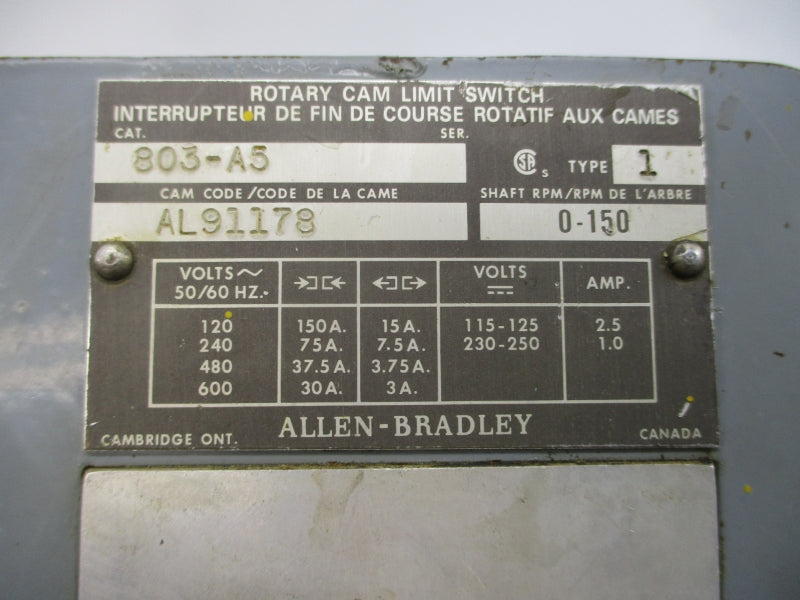 ROTARY CAM LIMIT SWITCH
INTERRUPTEUR DE FIN DE COURSE ROTATIF AUX CAMES
CAT. SER.
803-A5 SA S TYPE 1
CAM CODE/CODE DE LA CAME SHAFT RPM/RPM DE L'ARBRE
AL91178 0-150
VOLTS~ VOLTS AMP.
50/60 HZ.
120 150A. 15A. 115-125 2.5
240 75A. 7.5A. 230-250 1.0
480 37.5A. 3.75A.
600 30A. 3A.
CAMBRIDGE ONT. ALLEN-BRADLEY CANADA